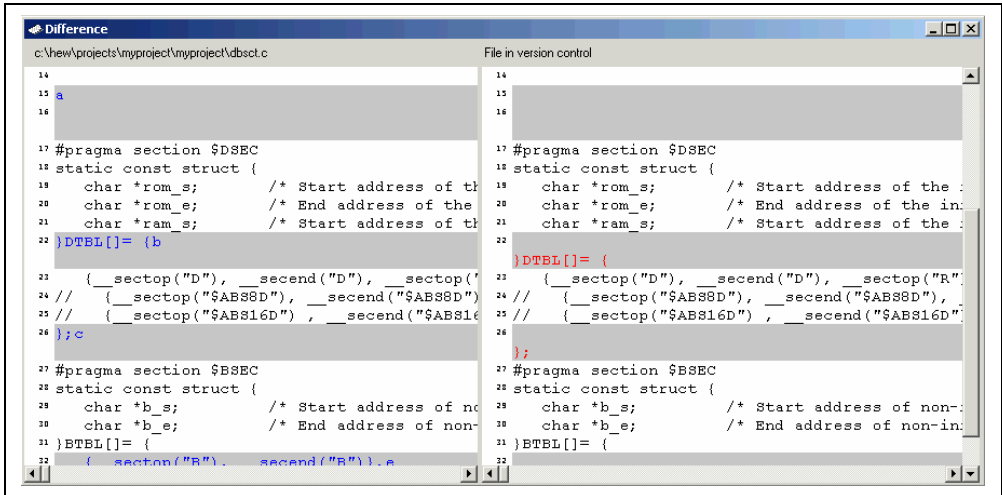 Difference
c:\hew\projects\myproject\myproject\dbsct.c
File in version control
14
15 a
16
17 #pragma section $DSEC
18 static const struct {
19 char *rom_s; /* Start address of th
20 char *rom_e; /* End address of the
21 char *ram_s; /* Start address of th
22 }DTBL[]= {b
23 {__sectop("D"), __secend("D"), __sectop("
24 // {__sectop("$ABS8D"), __secend("$ABS8D")
25 // {__sectop("$ABS16D") , __secend("$ABS16
26 };c
27 #pragma section $BSEC
28 static const struct {
29 char *b_s; /* Start address of no
30 char *b_e; /* End address of non-
31 }BTBL[]= {
32 {__sectop("B"), __secend("B")},e
14
15
16
17 #pragma section $DSEC
18 static const struct {
19 char *rom_s; /* Start address of the i
20 char *rom_e; /* End address of the ini
21 char *ram_s; /* Start address of the i
22
}DTBL[]= {
23 {__sectop("D"), __secend("D"), __sectop("R"
24 // {__sectop("$ABS8D"), __secend("$ABS8D"), _
25 // {__sectop("$ABS16D") , __secend("$ABS16D"
26
};
27 #pragma section $BSEC
28 static const struct {
29 char *b_s; /* Start address of non-i
30 char *b_e; /* End address of non-ini
31 }BTBL[]= {
32